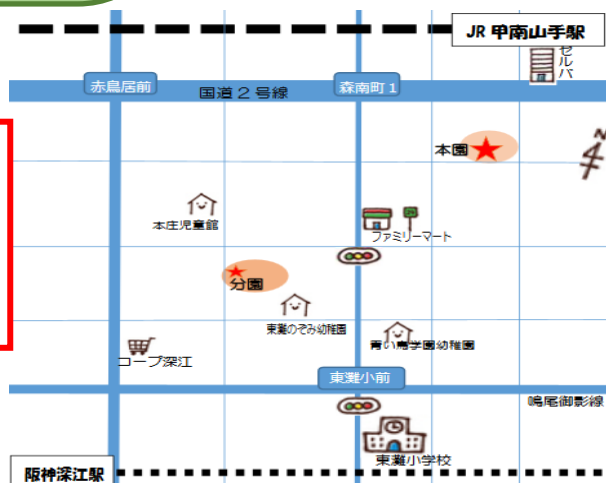 JR 甲南山手駅
セルバ
赤鳥居前
国道２号線
森南町１
本園
N
本庄児童館
ファミリーマート
分園
東灘のぞみ幼稚園
青い鳥学園幼稚園
コープ深江
東灘小前
鳴尾御影線
東灘小学校
阪神深江駅